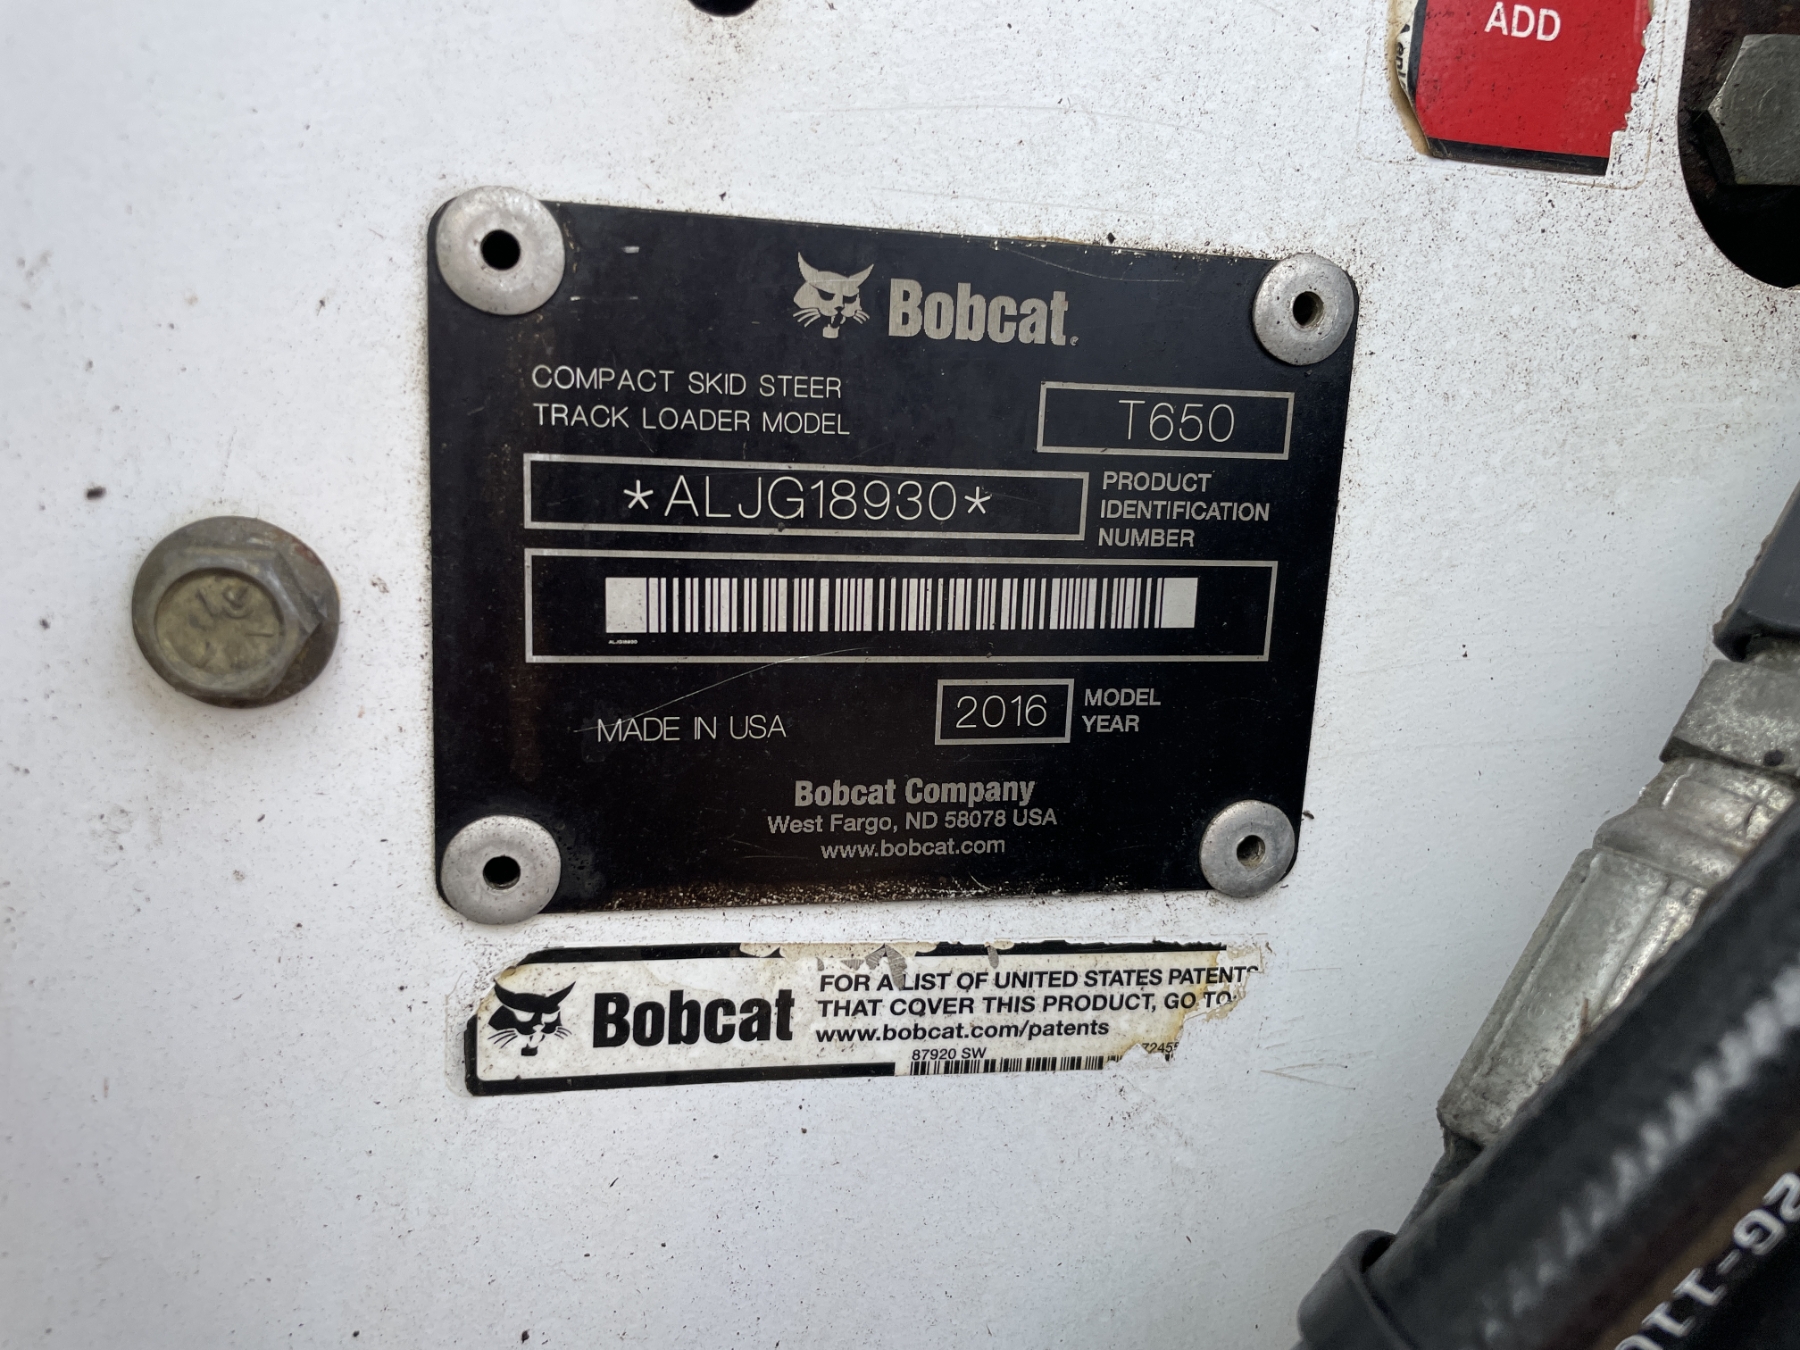 ADD
Bobcat
COMPACT SKID STEER
TRACK LOADER MODEL
T650
*ALJG18930*
PRODUCT
IDENTIFICATION
NUMBER
ALJG18930
MADE IN USA
2016
MODEL
YEAR
Bobcat Company
West Fargo, ND 58078 USA
www.bobcat.com
Bobcat
FOR A LIST OF UNITED STATES PATENTS
THAT COVER THIS PRODUCT, GO TO:
www.bobcat.com/patents
87920 SW